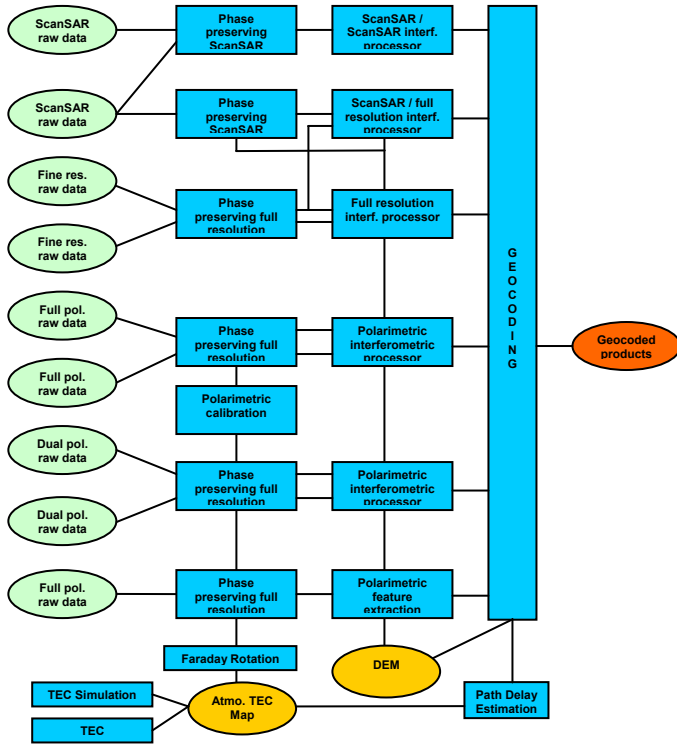 ScanSAR
raw data
Phase
preserving
ScanSAR
ScanSAR /
ScanSAR interf.
processor
ScanSAR
raw data
Phase
preserving
ScanSAR
ScanSAR / full
resolution interf.
processor
Fine res.
raw data
Fine res.
raw data
Phase
preserving full
resolution
Full resolution
interf. processor
GEOCODING
Full pol.
raw data
Full pol.
raw data
Phase
preserving full
resolution
Polarimetric
interferometric
processor
Geocoded
products
Polarimetric
calibration
Dual pol.
raw data
Dual pol.
raw data
Phase
preserving full
resolution
Polarimetric
interferometric
processor
Full pol.
raw data
Phase
preserving full
resolution
Polarimetric
feature
extraction
Faraday Rotation
DEM
TEC Simulation
TEC
Atmo. TEC
Map
Path Delay
Estimation